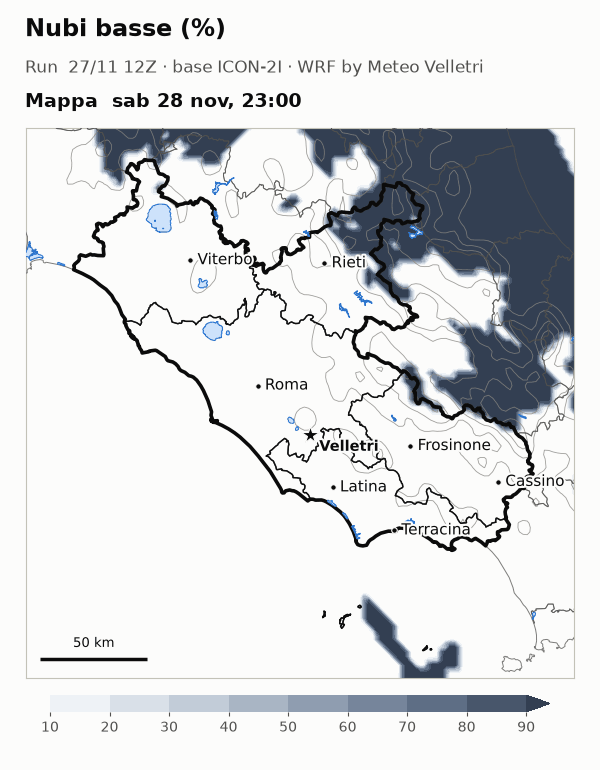 Nubi basse (%)
Run 27/11 12Z · base ICON-2I · WRF by Meteo Velletri
Mappa sab 28 nov, 23:00
Viterbo
Rieti
Roma
Velletri
Frosinone
Latina
Cassino
Terracina
50 km
10 20 30 40 50 60 70 80 90